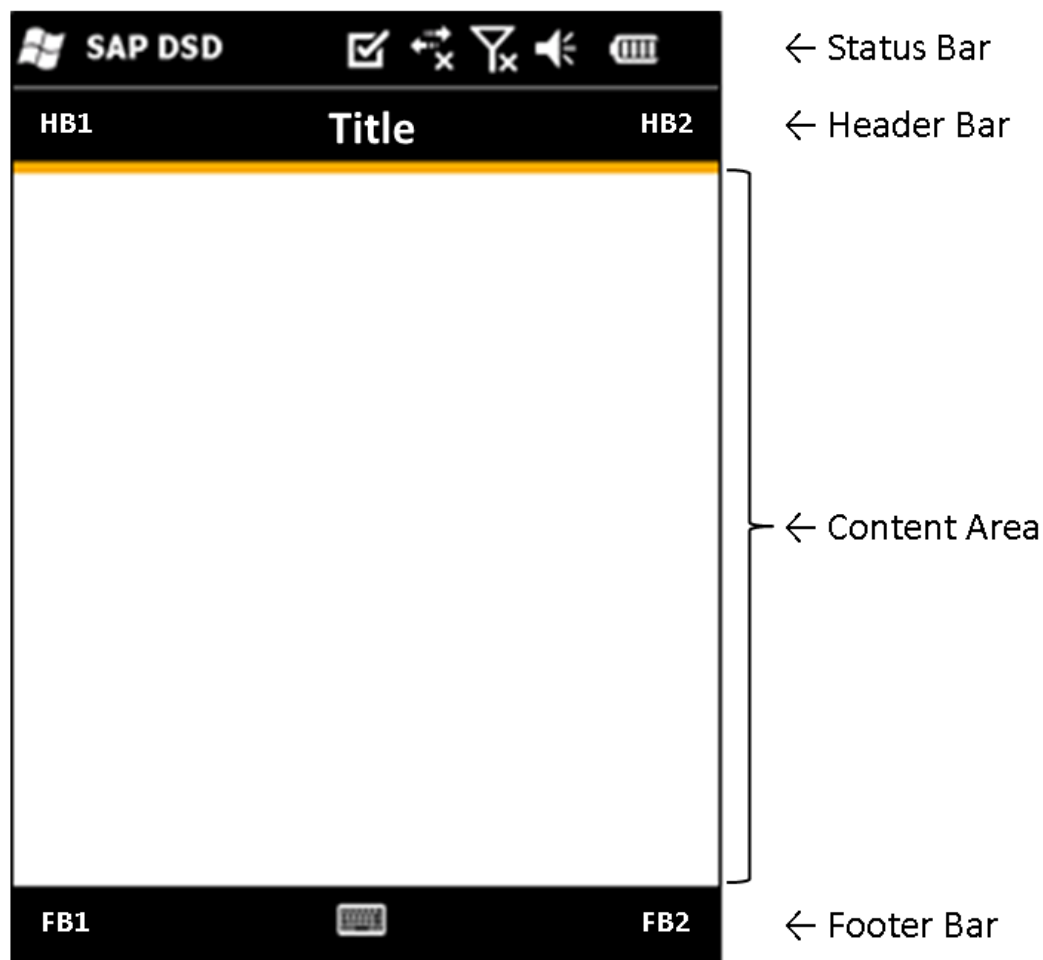 SAP DSD
← Status Bar
HB1 Title HB2
← Header Bar
← Content Area
FB1 FB2
← Footer Bar